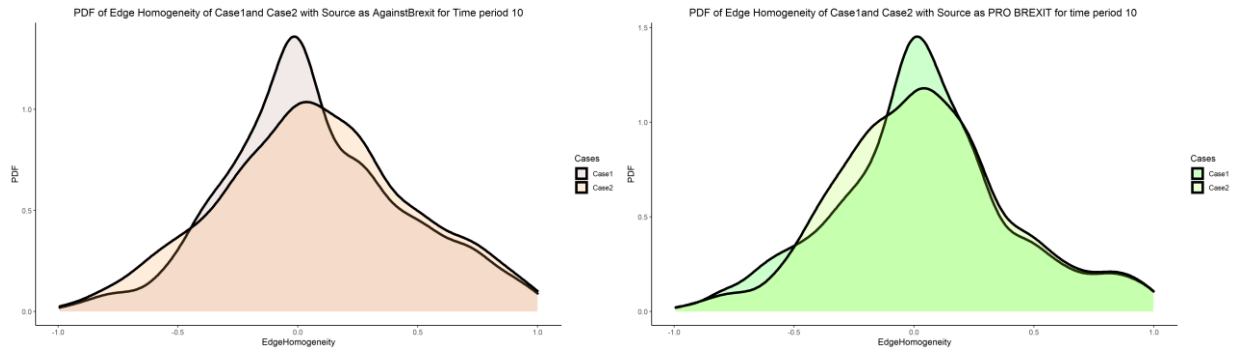 PDF of Edge Homogeneity of Case1and Case2 with Source as AgainstBrexit for Time period 10
1.0
0.5
0.0
PDF
-1.0
-0.5
0.0
0.5
1.0
EdgeHomogeneity
Cases
Case1
Case2
PDF of Edge Homogeneity of Case1and Case2 with Source as PRO BREXIT for time period 10
1.5
1.0
0.5
0.0
PDF
-1.0
-0.5
0.0
0.5
1.0
EdgeHomogeneity
Cases
Case1
Case2